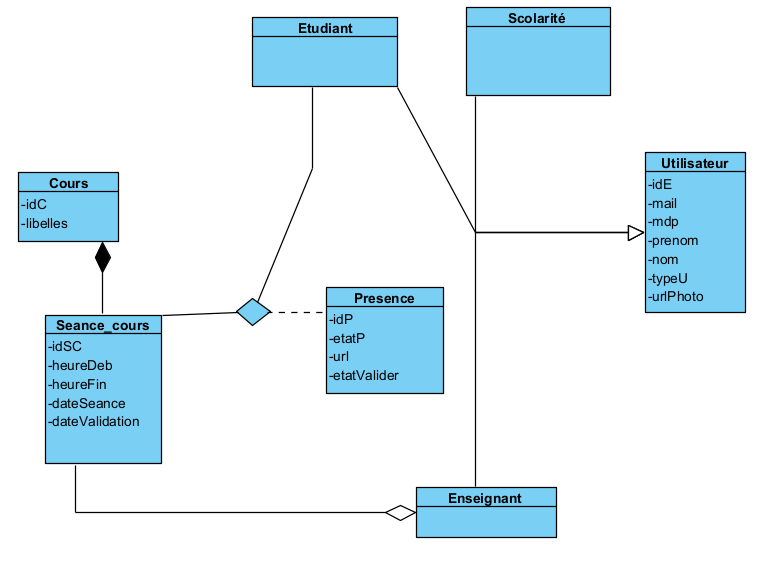 Etudiant
Scolarité
Utilisateur
-idE
-mail
-mdp
-prenom
-nom
-typeU
-urlPhoto
Cours
-idC
-libelles
Presence
-idP
-etatP
-url
-etatValider
Seance_cours
-idSC
-heureDeb
-heureFin
-dateSeance
-dateValidation
Enseignant